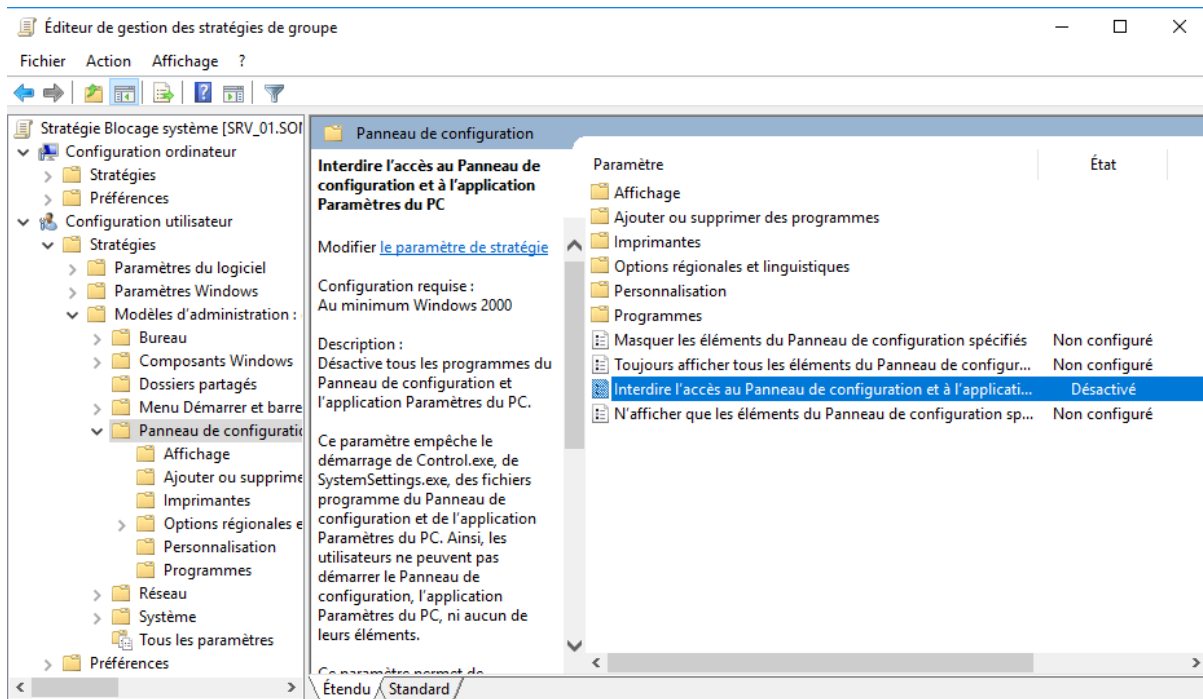 Éditeur de gestion des stratégies de groupe
Fichier Action Affichage ?
Stratégie Blocage système [SRV_01.SOI
Configuration ordinateur
Stratégies
Préférences
Configuration utilisateur
Stratégies
Paramètres du logiciel
Paramètres Windows
Modèles d'administration :
Bureau
Composants Windows
Dossiers partagés
Menu Démarrer et barre
Panneau de configuratio
Affichage
Ajouter ou supprime
Imprimantes
Options régionales e
Personnalisation
Programmes
Réseau
Système
Tous les paramètres
Préférences
Panneau de configuration
Interdire l'accès au Panneau de
configuration et à l'application
Paramètres du PC
Modifier le paramètre de stratégie
Configuration requise :
Au minimum Windows 2000
Description :
Désactive tous les programmes du
Panneau de configuration et
l'application Paramètres du PC.
Ce paramètre empêche le
démarrage de Control.exe, de
SystemSettings.exe, des fichiers
programme du Panneau de
configuration et de l'application
Paramètres du PC. Ainsi, les
utilisateurs ne peuvent pas
démarrer le Panneau de
configuration, l'application
Paramètres du PC, ni aucun de
leurs éléments.
Ce paramètre permet de
Paramètre État
Affichage
Ajouter ou supprimer des programmes
Imprimantes
Options régionales et linguistiques
Personnalisation
Programmes
Masquer les éléments du Panneau de configuration spécifiés Non configuré
Toujours afficher tous les éléments du Panneau de configur... Non configuré
Interdire l'accès au Panneau de configuration et à l'applicati... Désactivé
N'afficher que les éléments du Panneau de configuration sp... Non configuré
Étendu Standard